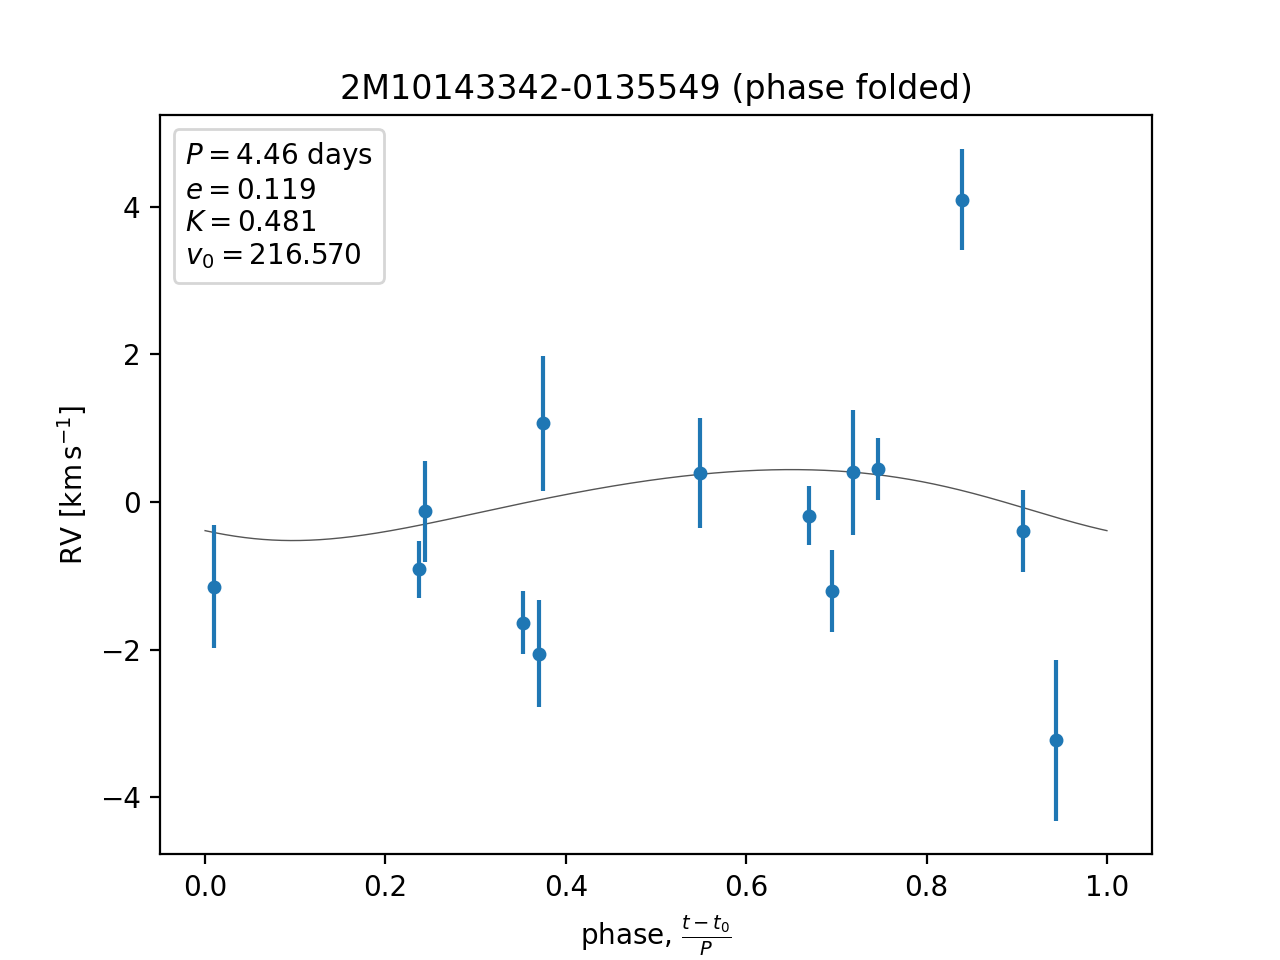 2M10143342-0135549 (phase folded)
P = 4.46 days
e = 0.119
K = 0.481
v₀ = 216.570
RV [km s⁻¹]
4
2
0
−2
−4
0.0 0.2 0.4 0.6 0.8 1.0
phase, (t − t₀)/P